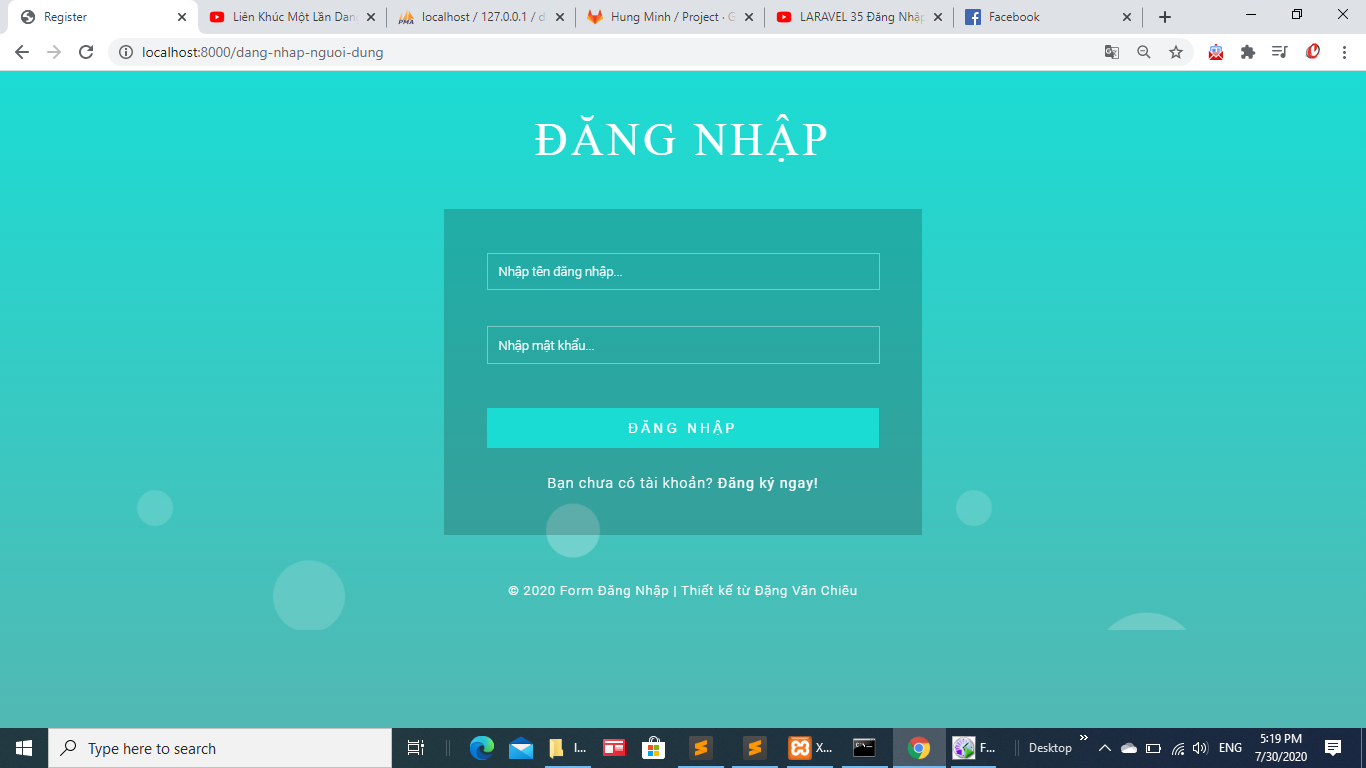 Register
Liên Khúc Một Lần Dan
localhost / 127.0.0.1 / d
Hung Minh / Project · G
LARAVEL 35 Đăng Nhập
Facebook
localhost:8000/dang-nhap-nguoi-dung
ĐĂNG NHẬP
Nhập tên đăng nhập...
Nhập mật khẩu...
ĐĂNG NHẬP
Bạn chưa có tài khoản? Đăng ký ngay!
© 2020 Form Đăng Nhập | Thiết kế từ Đặng Văn Chiêu
Type here to search
I...
X...
F...
Desktop
ENG
5:19 PM
7/30/2020